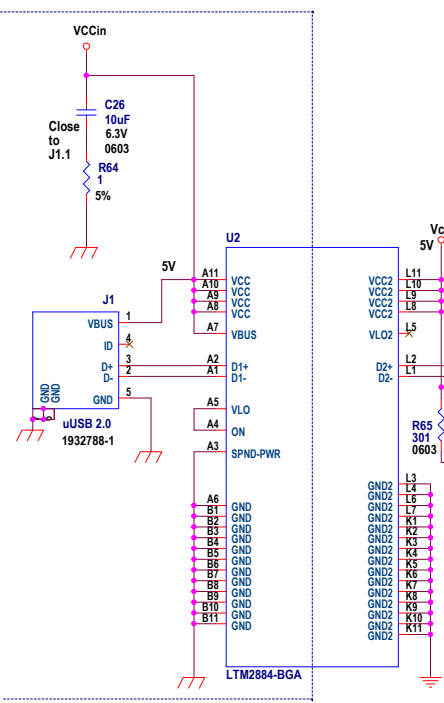 VCCin
C26
10uF
6.3V
0603
Close
to
J1.1
R64
1
5%
U2
5V
J1
VBUS 1
ID 4
D+ 3
D- 2
GND 5
GND
GND
uUSB 2.0
1932788-1
A11 VCC
A10 VCC
A9 VCC
A8 VCC
A7 VBUS
A2 D1+
A1 D1-
A5 VLO
A4 ON
A3 SPND-PWR
A6 GND
B1 GND
B2 GND
B3 GND
B4 GND
B5 GND
B6 GND
B7 GND
B8 GND
B9 GND
B10 GND
B11 GND
Vc
5V
VCC2 L11
VCC2 L10
VCC2 L9
VCC2 L8
VLO2 L5
D2+ L2
D2- L1
R65
301
0603
GND2 L3
GND2 L4
GND2 L6
GND2 L7
GND2 K1
GND2 K2
GND2 K3
GND2 K4
GND2 K5
GND2 K6
GND2 K7
GND2 K8
GND2 K9
GND2 K10
GND2 K11
LTM2884-BGA